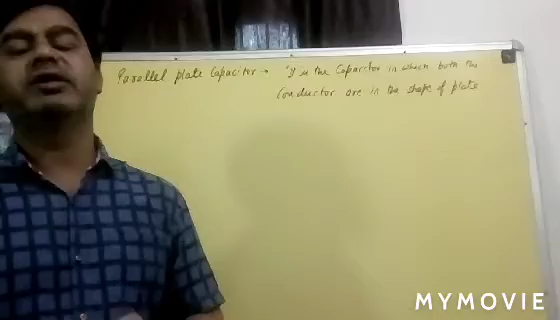 Parallel plate Capacitor → "It is the Capacitor in which both the
Conductor are in the shape of plate
MYMOVIE